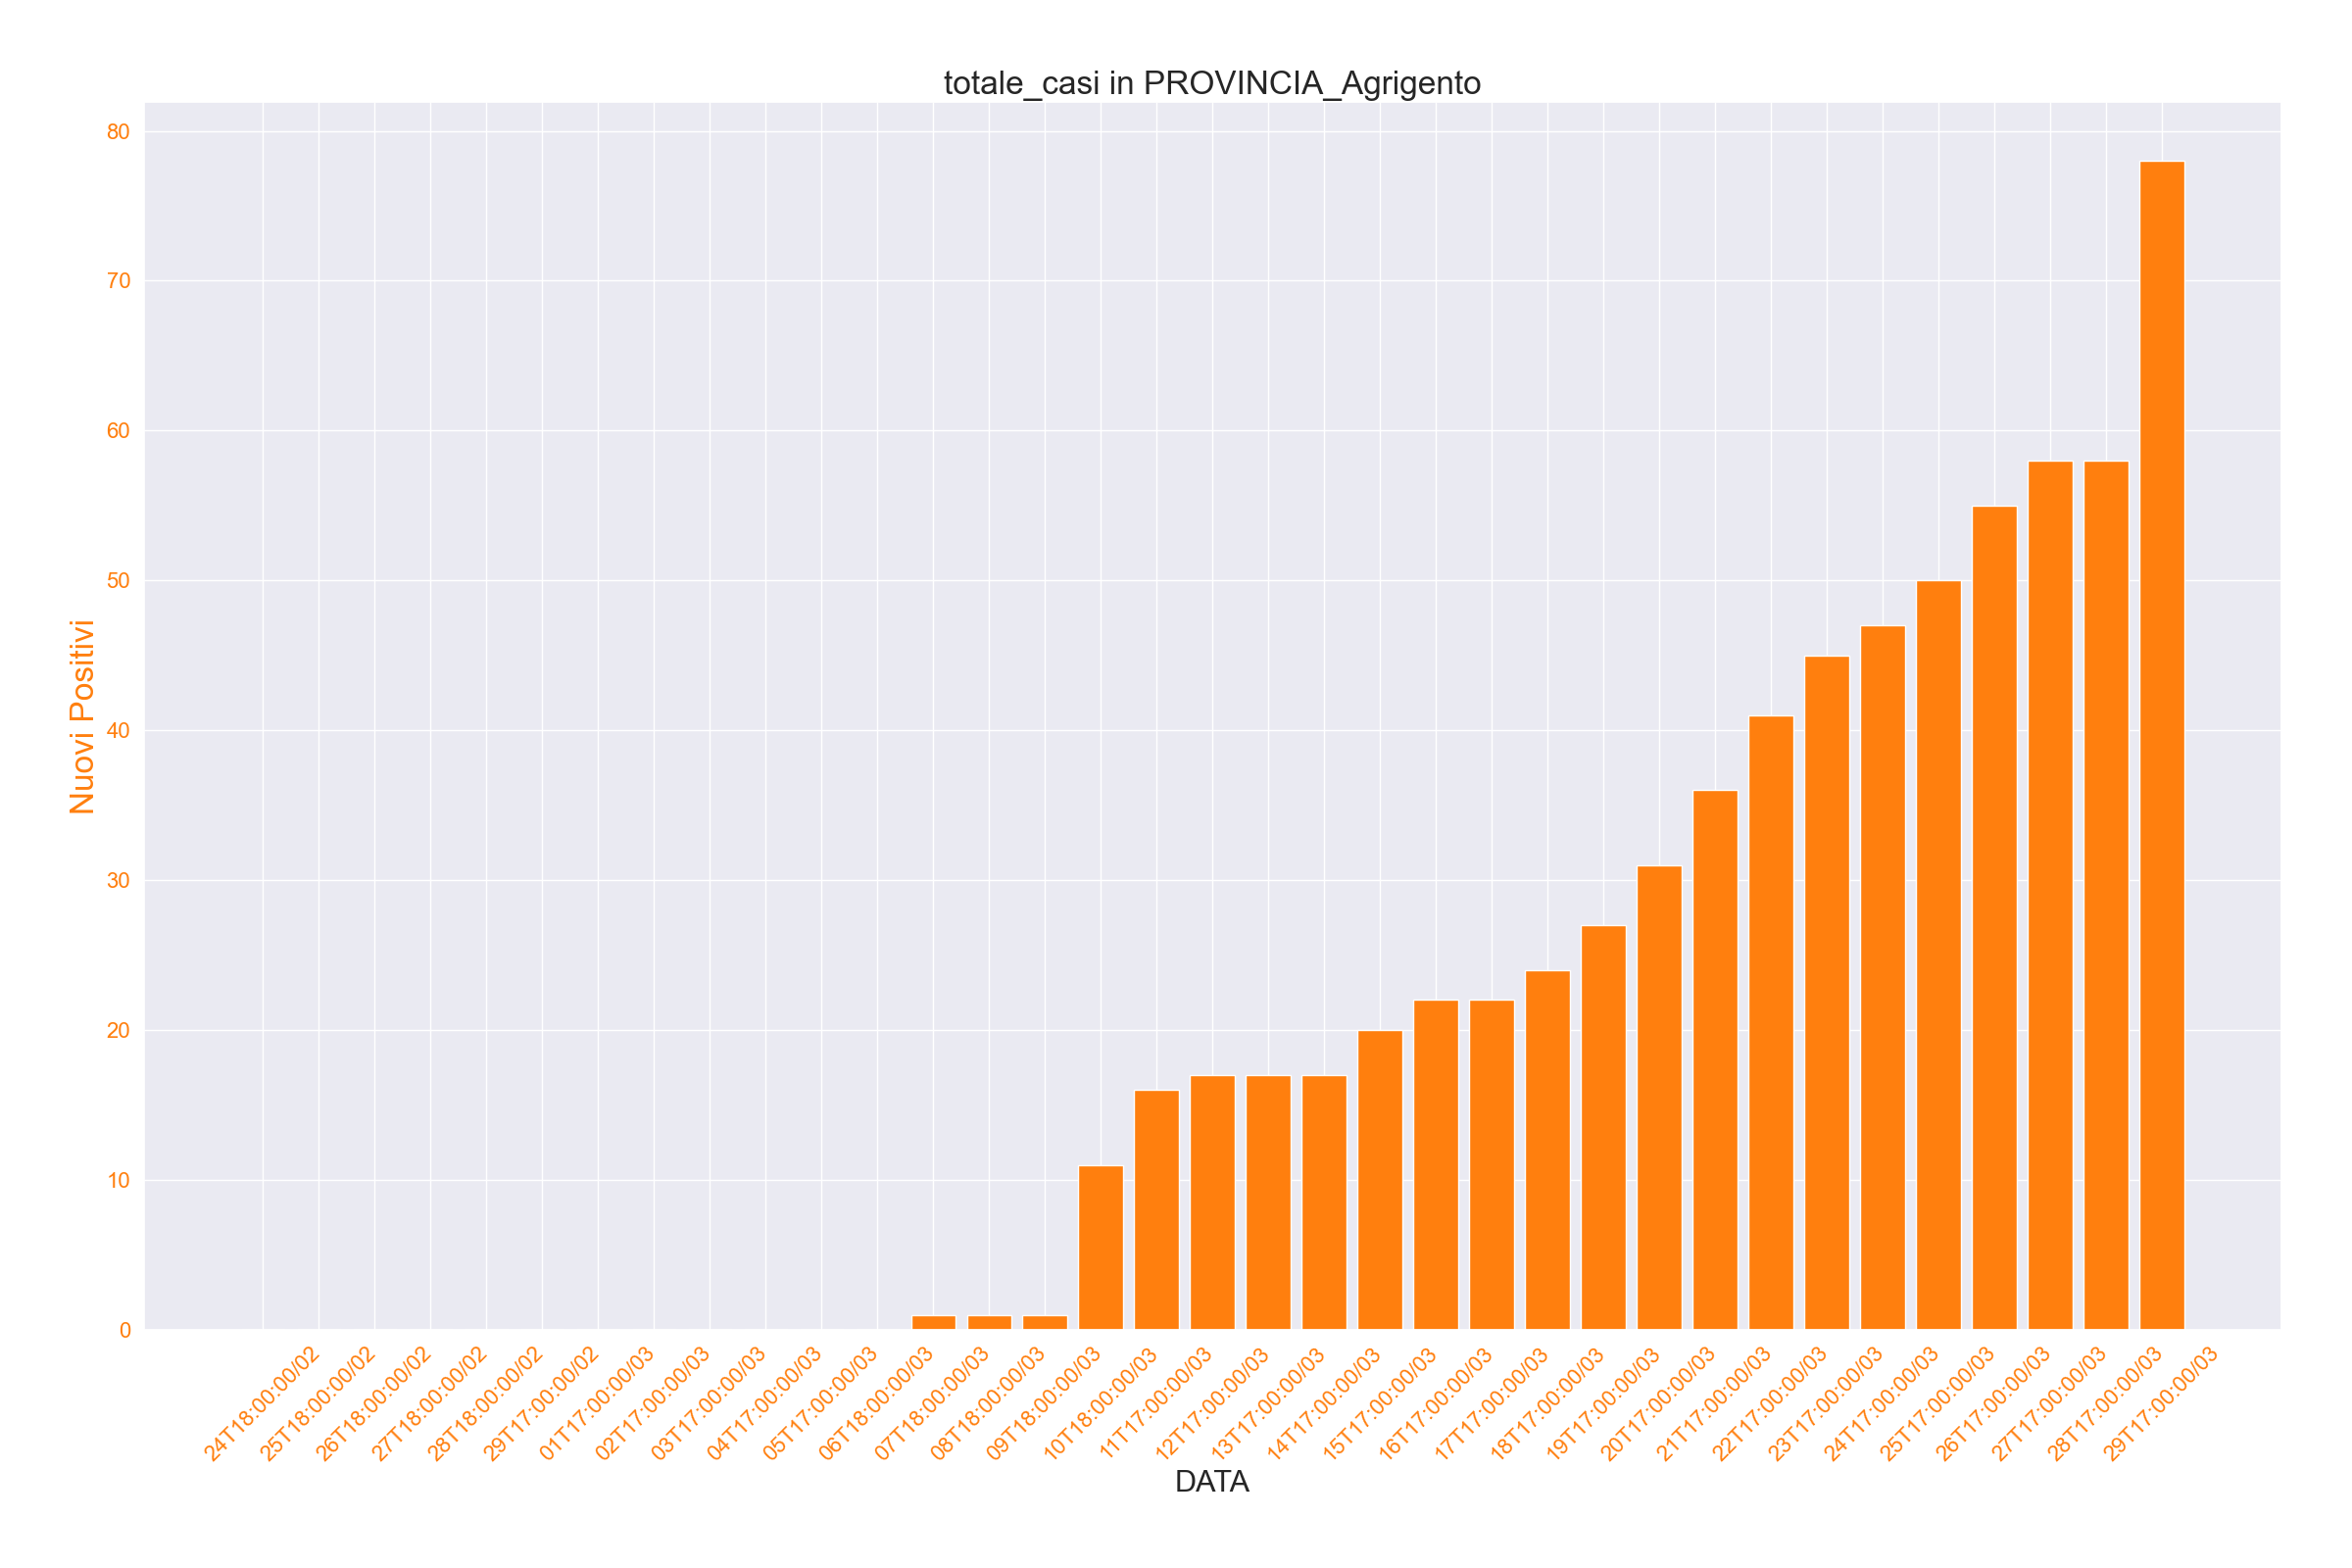 totale_casi in PROVINCIA_Agrigento
80
70
60
50
40
30
20
10
0
Nuovi Positivi
24T18:00:00/02
25T18:00:00/02
26T18:00:00/02
27T18:00:00/02
28T18:00:00/02
29T17:00:00/02
01T17:00:00/03
02T17:00:00/03
03T17:00:00/03
04T17:00:00/03
05T17:00:00/03
06T18:00:00/03
07T18:00:00/03
08T18:00:00/03
09T18:00:00/03
10T18:00:00/03
11T17:00:00/03
12T17:00:00/03
13T17:00:00/03
14T17:00:00/03
15T17:00:00/03
16T17:00:00/03
17T17:00:00/03
18T17:00:00/03
19T17:00:00/03
20T17:00:00/03
21T17:00:00/03
22T17:00:00/03
23T17:00:00/03
24T17:00:00/03
25T17:00:00/03
26T17:00:00/03
27T17:00:00/03
28T17:00:00/03
29T17:00:00/03
DATA